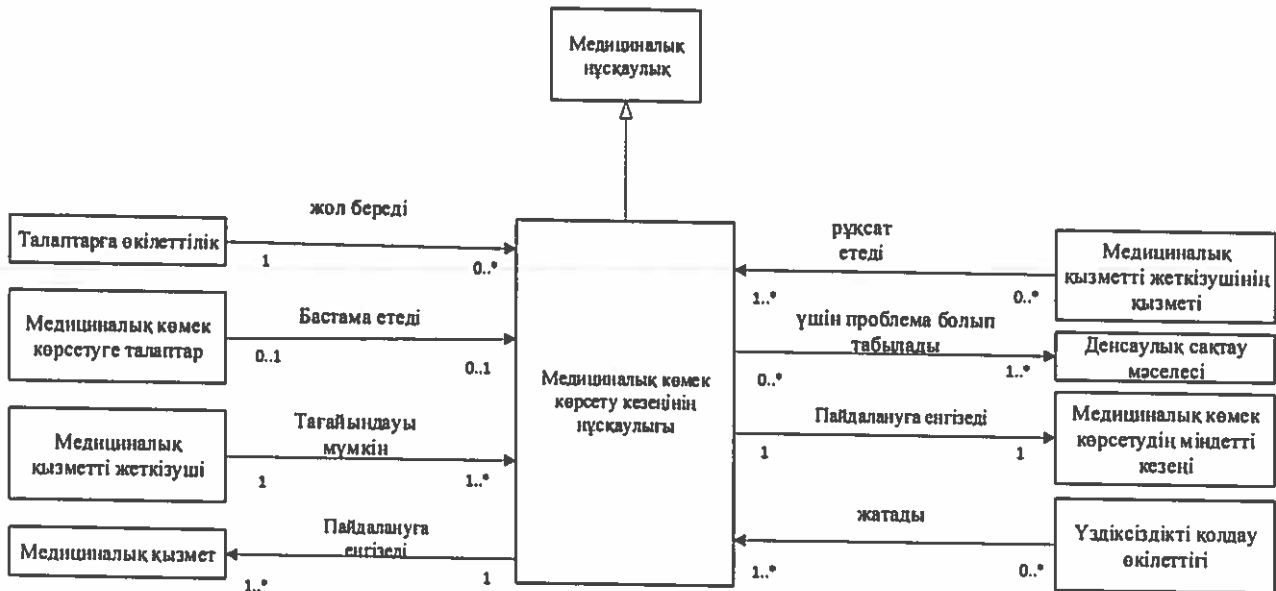 Медициналық
нұсқаулық
жол береді
Талаптарға өкілеттілік
1
0..*
рұқсат
етеді
1..*
0..*
Медициналық
қызметті жеткізушінің
қызметі
Медициналық көмек
көрсетуге талаптар
Бастама етеді
0..1
0..1
үшін проблема болып
табылады
0..*
1..*
Денсаулық сақтау
мәселесі
Медициналық көмек
көрсету кезеңінің
нұсқаулығы
Медициналық
қызметті жеткізуші
Тағайындауы
мүмкін
1
1..*
Пайдалануға енгізеді
1
1
Медициналық көмек
көрсетудің міндетті
кезеңі
Медициналық қызмет
Пайдалануға
енгізеді
1..*
1
жатады
1..*
0..*
Үздіксіздікті қолдау
өкілеттігі